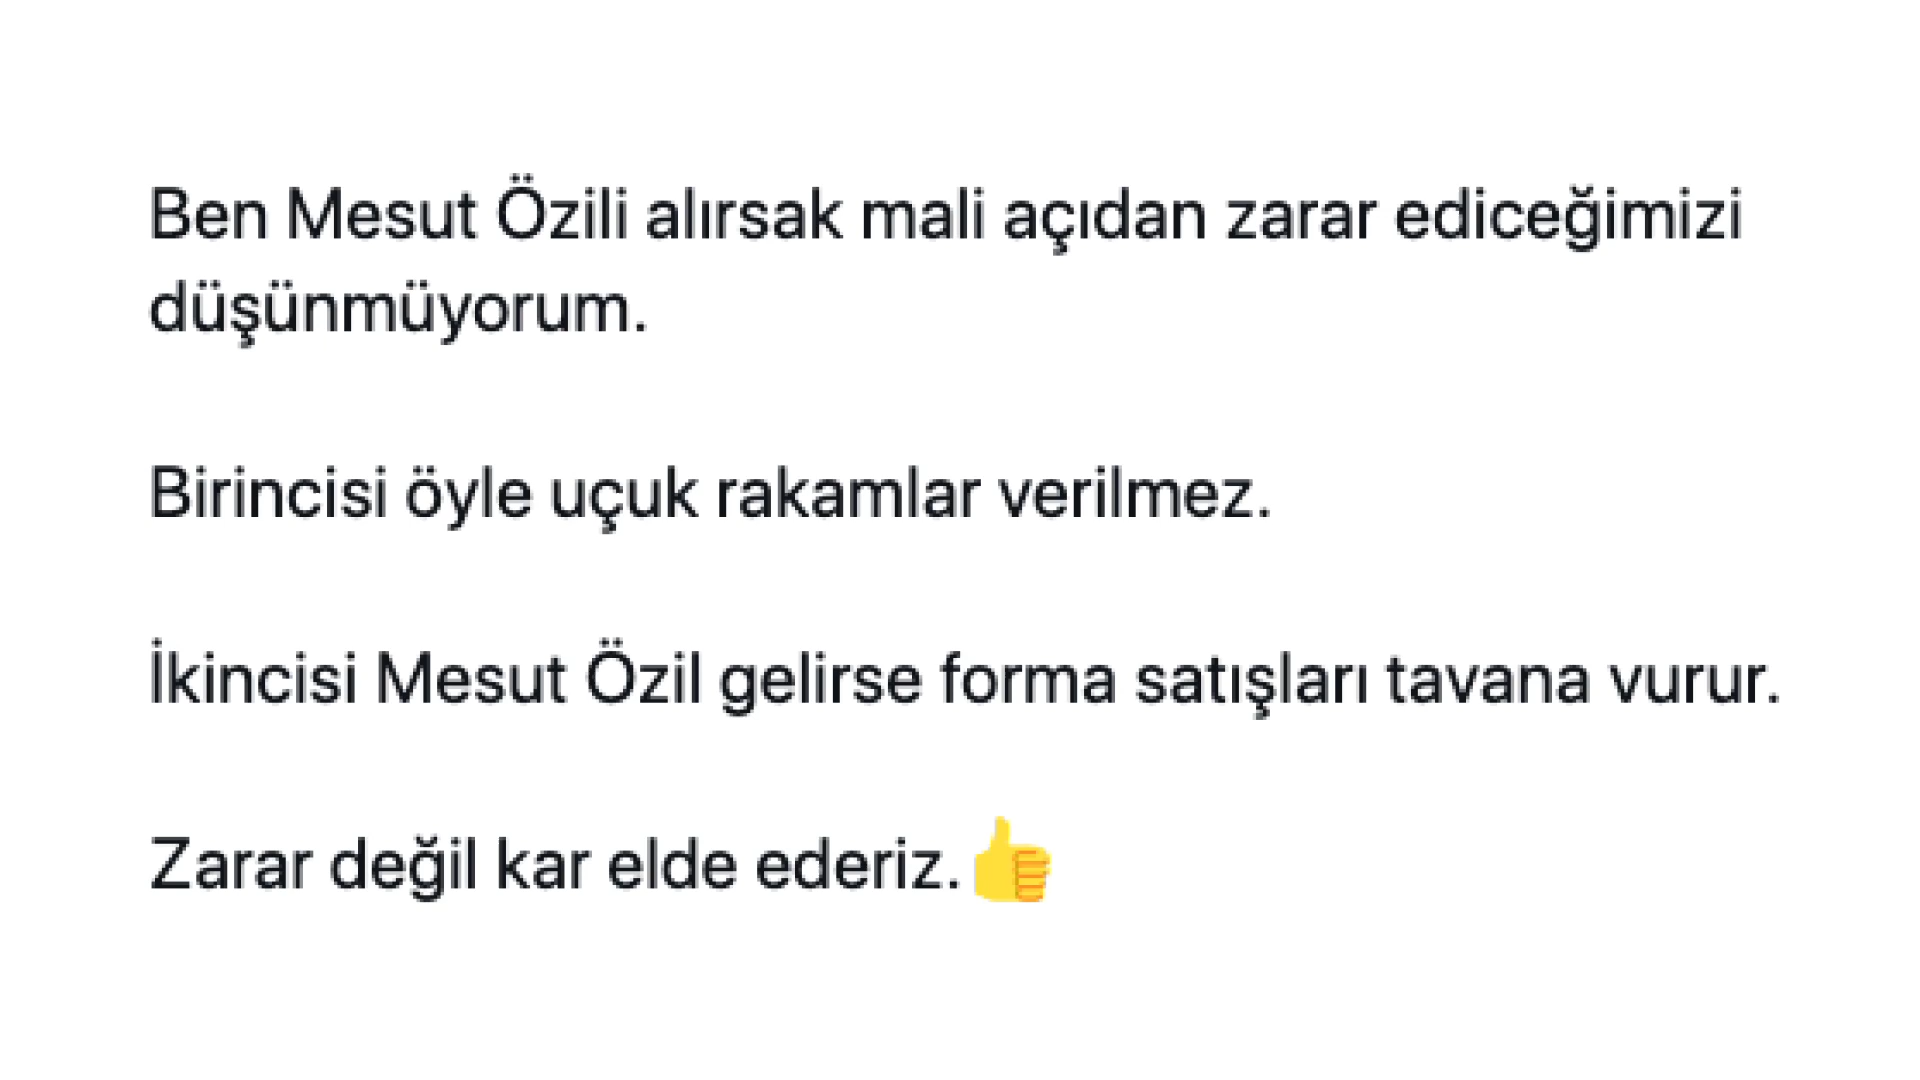 Ben Mesut Özili alırsak mali açıdan zarar ediceğimizi
düşünmüyorum.
Birincisi öyle uçuk rakamlar verilmez.
İkincisi Mesut Özil gelirse forma satışları tavana vurur.
Zarar değil kar elde ederiz.👍